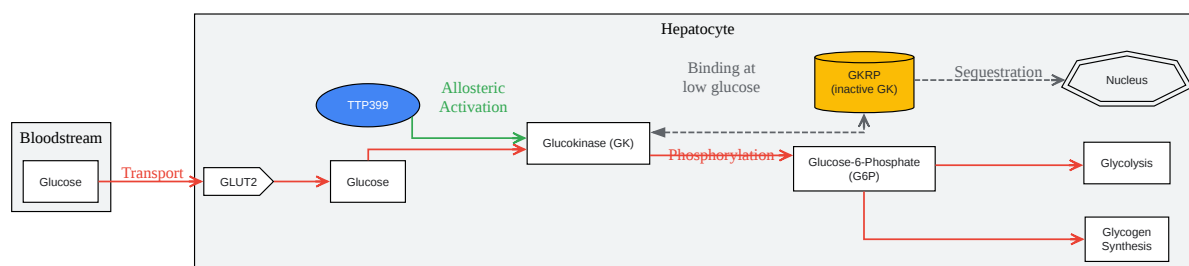 Hepatocyte
Bloodstream
Glucose
Transport
GLUT2
Glucose
TTP399
Allosteric
Activation
Glucokinase (GK)
Binding at
low glucose
GKRP
(inactive GK)
Sequestration
Nucleus
Phosphorylation
Glucose-6-Phosphate
(G6P)
Glycolysis
Glycogen
Synthesis